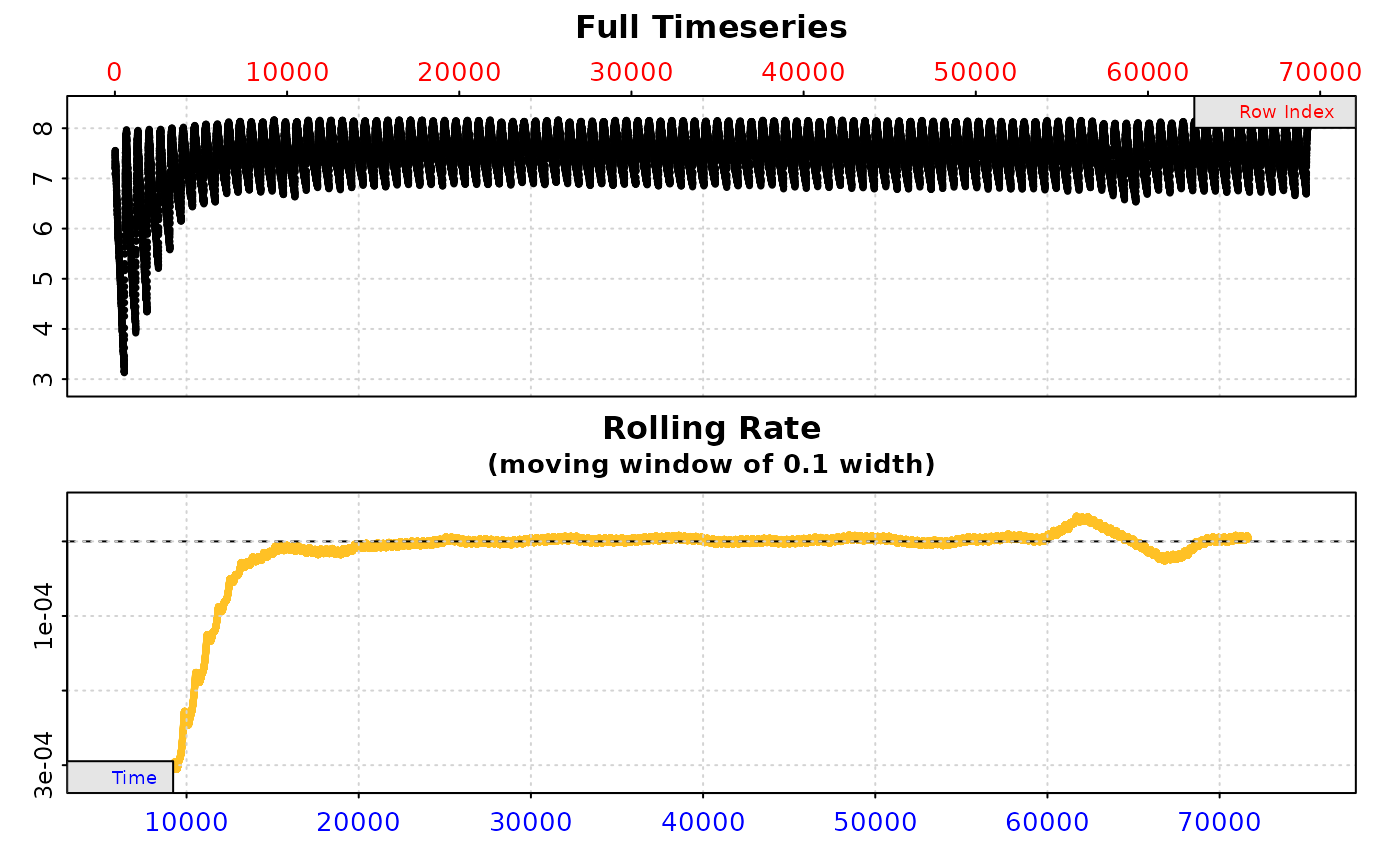 Full Timeseries
0 10000 20000 30000 40000 50000 60000 70000
Row Index
8
7
6
5
4
3
Rolling Rate
(moving window of 0.1 width)
1e-04
3e-04
Time
10000 20000 30000 40000 50000 60000 70000